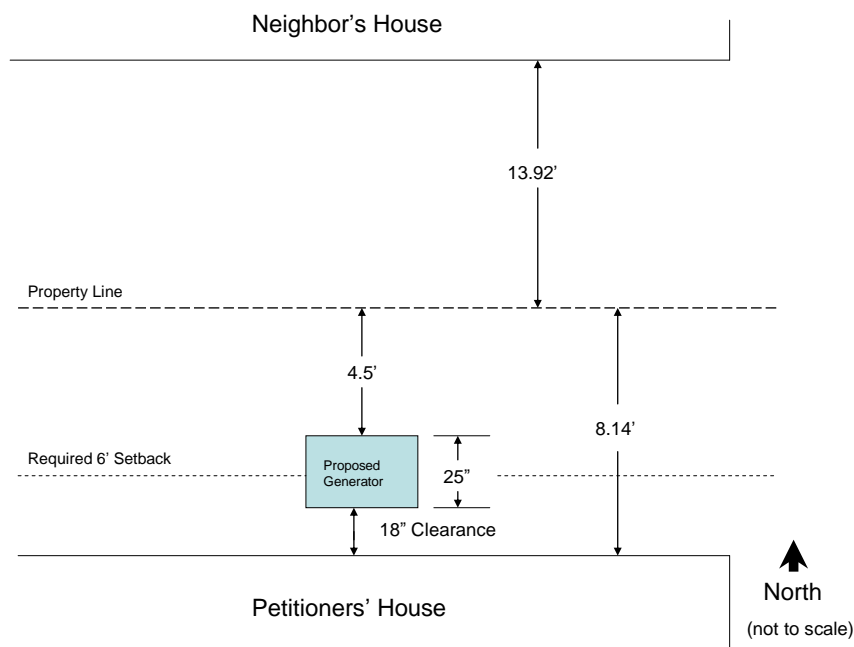 Neighbor’s House
13.92’
Property Line
4.5’
8.14’
Required 6’ Setback
Proposed
Generator
25”
18” Clearance
North
Petitioners’ House
(not to scale)